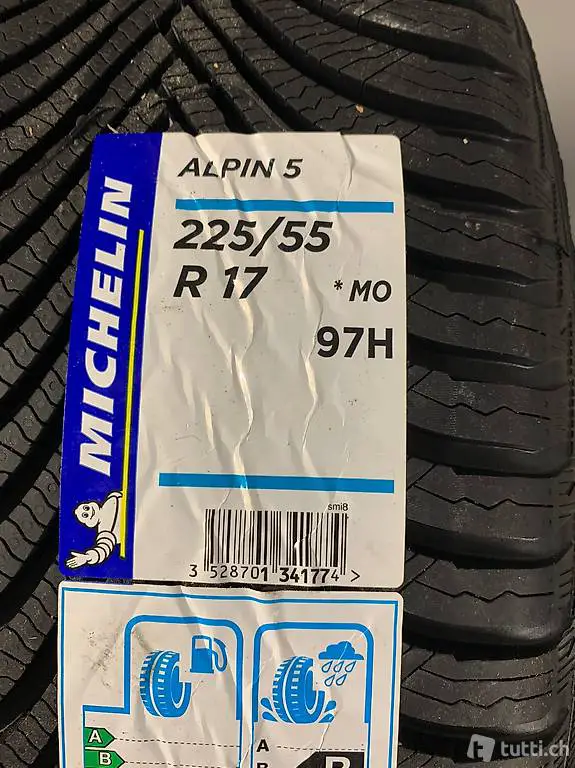 MICHELIN
ALPIN 5
225/55
R 17 * MO
97H
smi8
3 528701 341774 >
A
B
A
B
B
tutti.ch